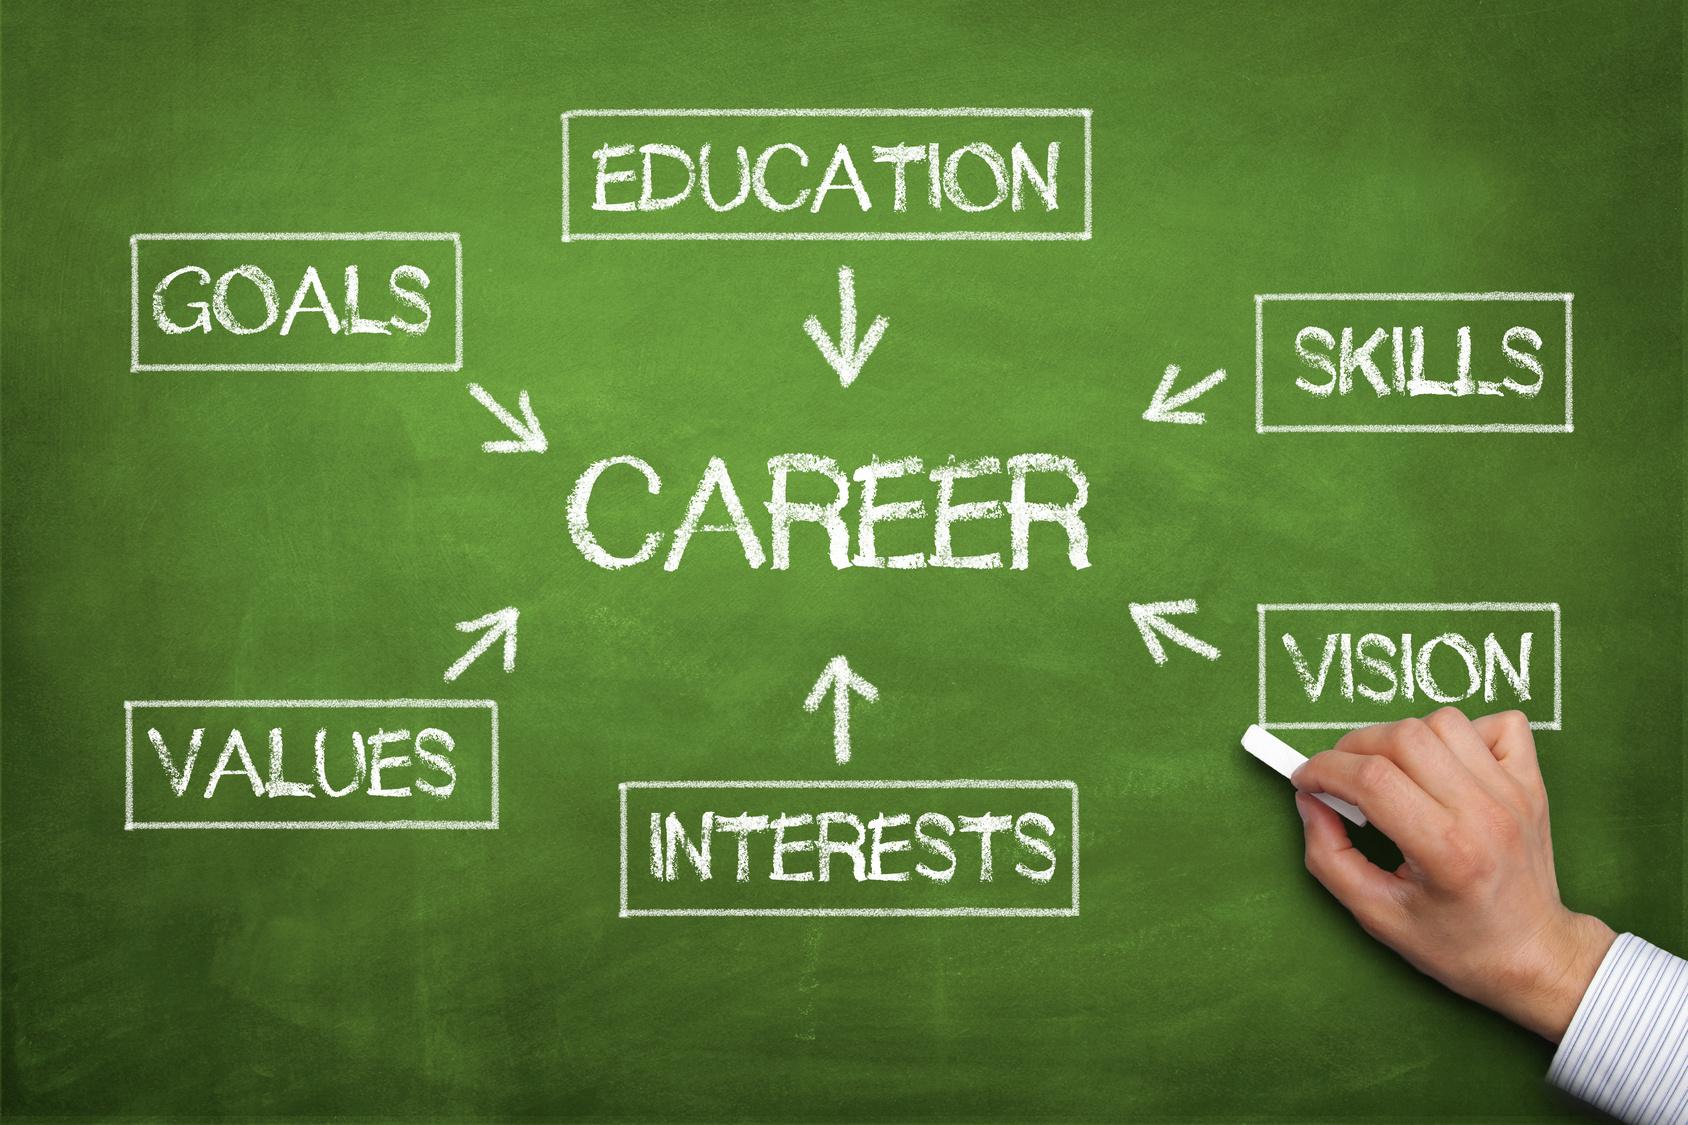 EDUCATION
GOALS
SKILLS
CAREER
VISION
VALUES
INTERESTS